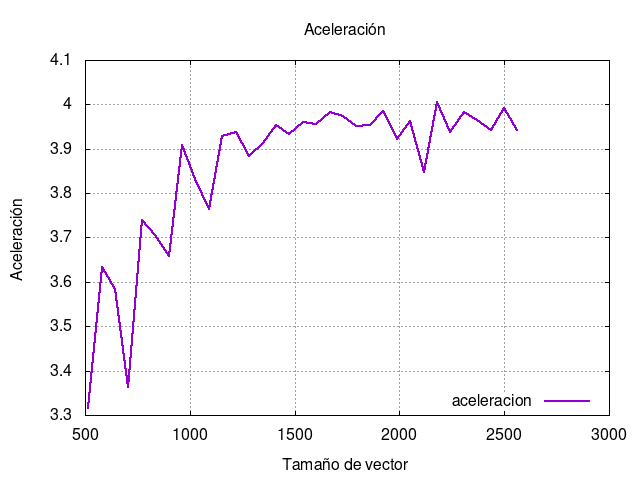 Aceleración
4.1
4
3.9
3.8
3.7
3.6
3.5
3.4
3.3
Aceleración
aceleracion
500 1000 1500 2000 2500 3000
Tamaño de vector